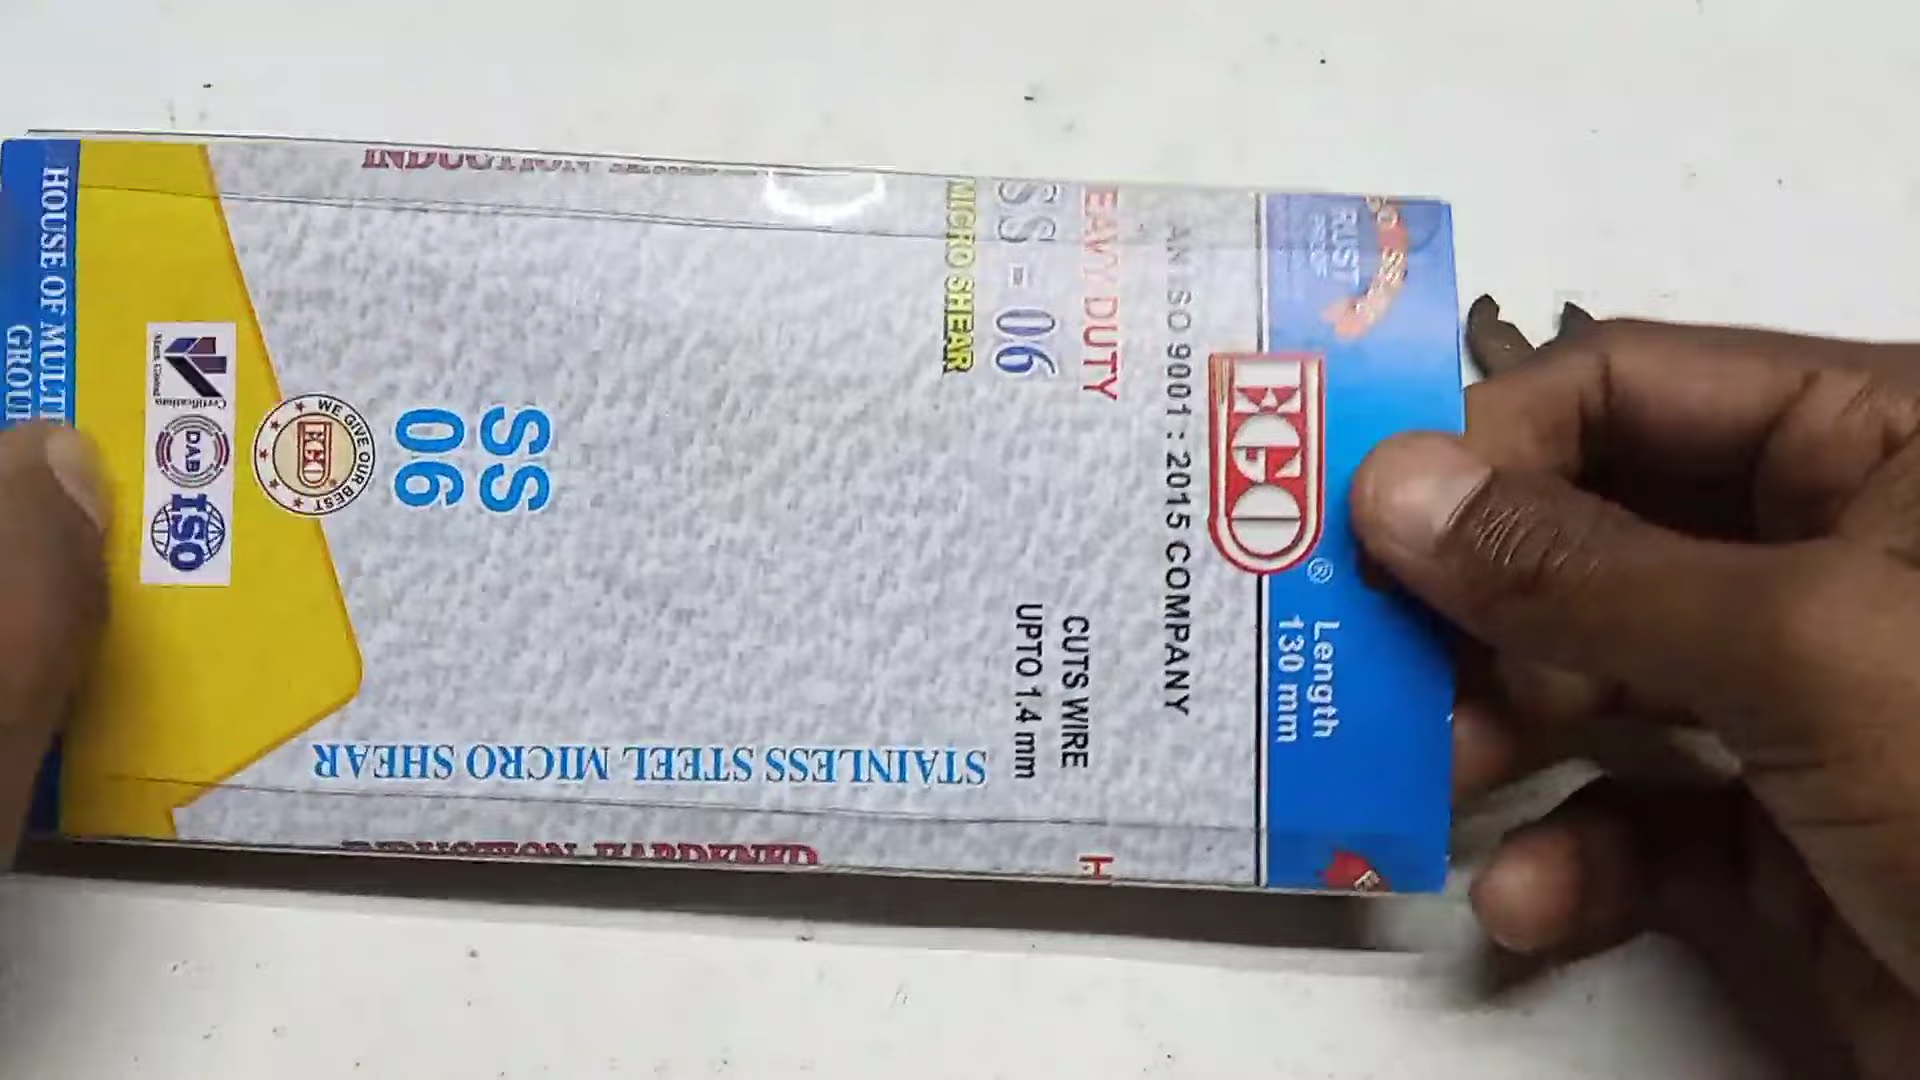 RUST
EGO
®
Length
130 mm
AN ISO 9001 : 2015 COMPANY
EAVY DUTY
SS - 06
MICRO SHEAR
CUTS WIRE
UPTO 1.4 mm
STAINLESS STEEL MICRO SHEAR
SS
06
WE GIVE OUR BEST
EGO
Certifications
DAB
ISO
HOUSE OF MULTI
GROU
INDUCTION
H